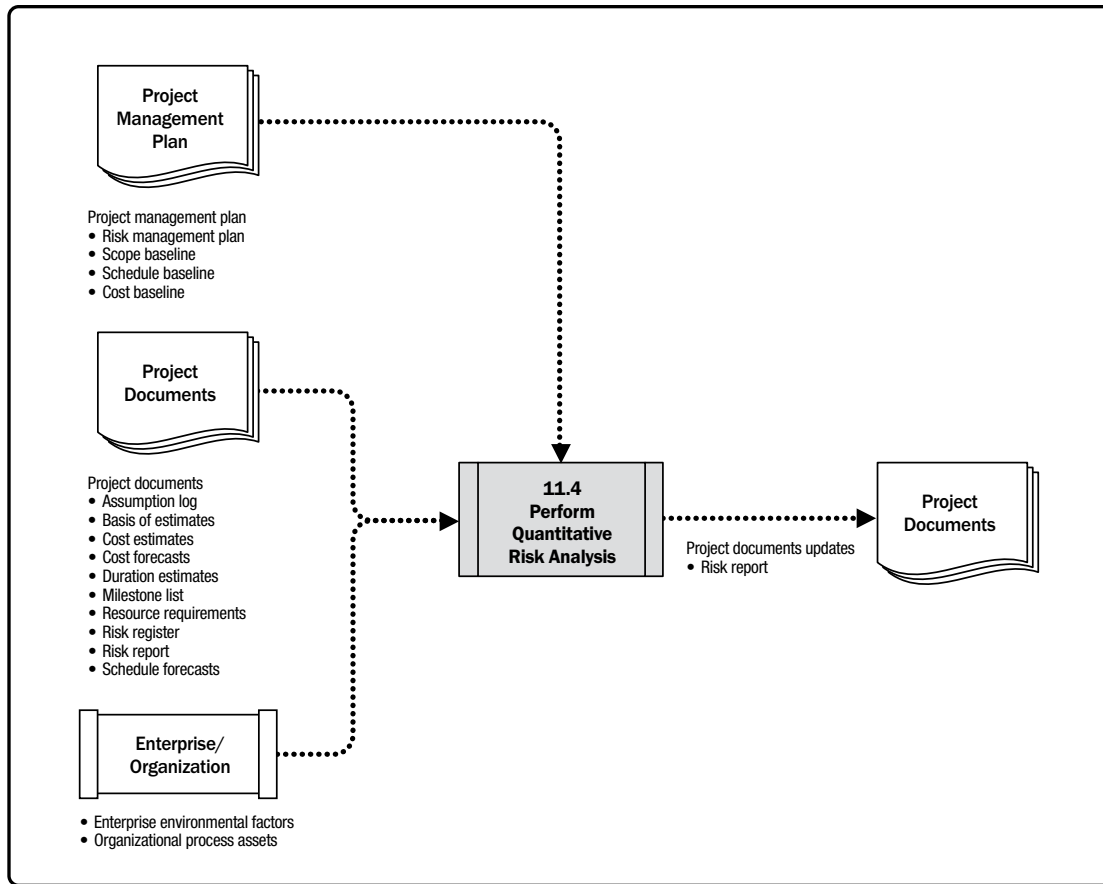 Project
Management
Plan
Project management plan
• Risk management plan
• Scope baseline
• Schedule baseline
• Cost baseline
Project
Documents
Project documents
• Assumption log
• Basis of estimates
• Cost estimates
• Cost forecasts
• Duration estimates
• Milestone list
• Resource requirements
• Risk register
• Risk report
• Schedule forecasts
Enterprise/
Organization
• Enterprise environmental factors
• Organizational process assets
11.4
Perform
Quantitative
Risk Analysis
Project documents updates
• Risk report
Project
Documents